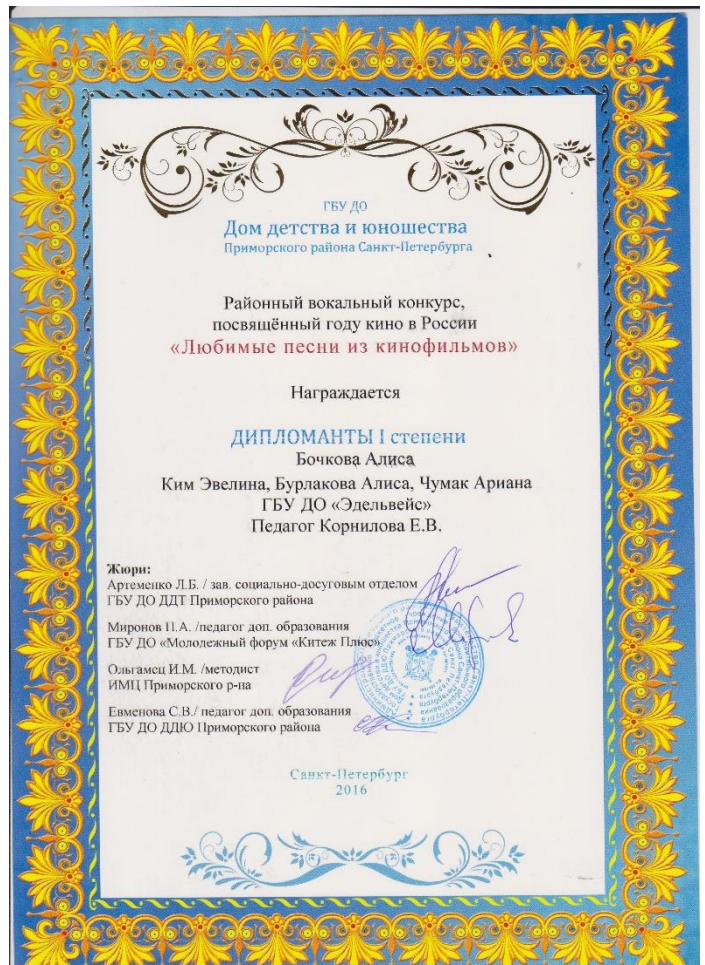 ГБУ ДО
Дом детства и юношества
Приморского района Санкт-Петербурга
Районный вокальный конкурс,
посвящённый году кино в России
«Любимые песни из кинофильмов»
Награждается
ДИПЛОМАНТЫ I степени
Бочкова Алиса
Ким Эвелина, Бурлакова Алиса, Чумак Ариана
ГБУ ДО «Эдельвейс»
Педагог Корнилова Е.В.
Жюри:
Артеменко Л.Б. / зав. социально-досуговым отделом
ГБУ ДО ДДТ Приморского района
Миронов П.А. /педагог доп. образования
ГБУ ДО «Молодежный форум «Китеж Плюс»
Ольгамец И.М. /методист
ИМЦ Приморского р-на
Евменова С.В./ педагог доп. образования
ГБУ ДО ДДЮ Приморского района
Санкт-Петербург
2016